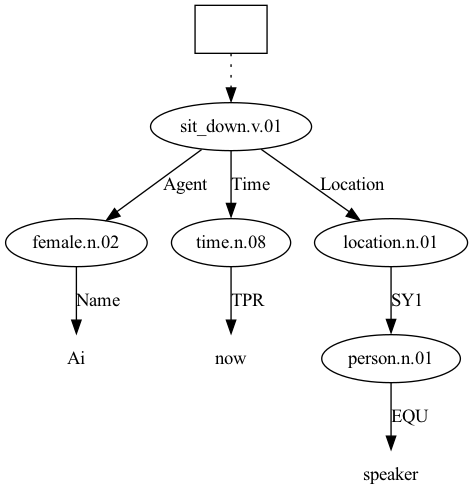 sit_down.v.01
Agent Time Location
female.n.02 time.n.08 location.n.01
Name TPR SY1
Ai now person.n.01
EQU
speaker